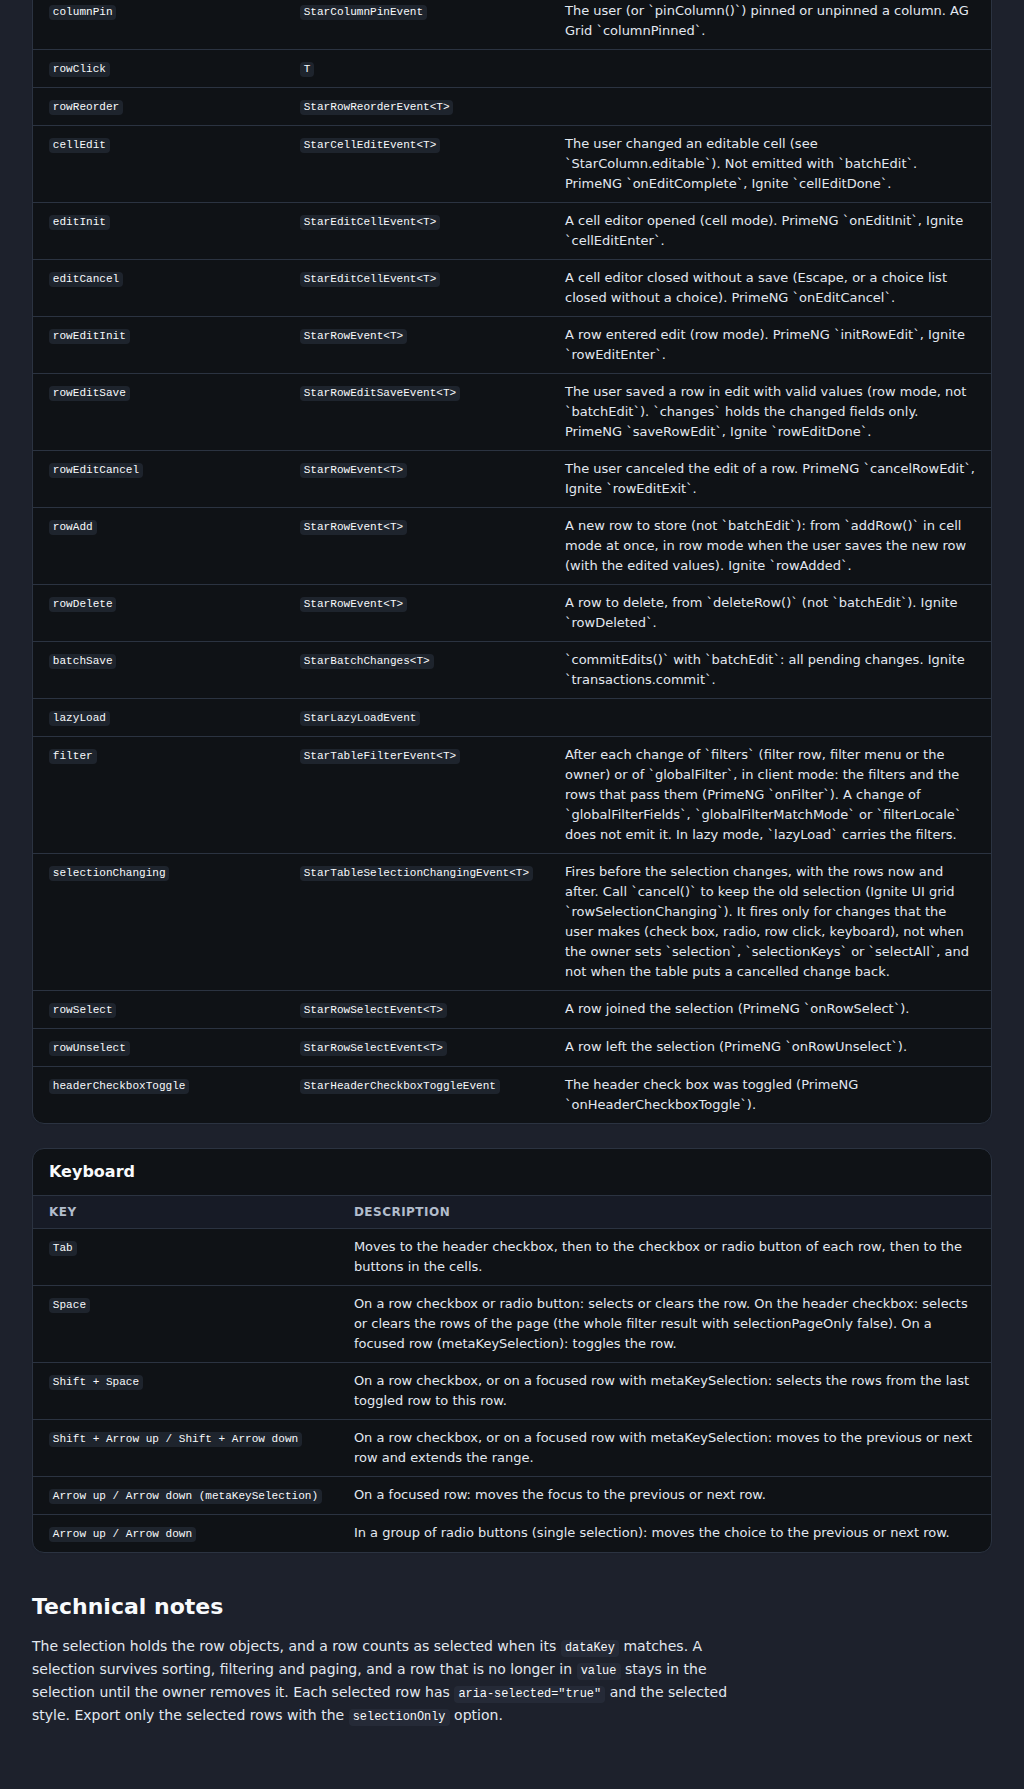 columnPin StarColumnPinEvent The user (or `pinColumn()`) pinned or unpinned a column. AG
Grid `columnPinned`.
rowClick T
rowReorder StarRowReorderEvent<T>
cellEdit StarCellEditEvent<T> The user changed an editable cell (see
`StarColumn.editable`). Not emitted with `batchEdit`.
PrimeNG `onEditComplete`, Ignite `cellEditDone`.
editInit StarEditCellEvent<T> A cell editor opened (cell mode). PrimeNG `onEditInit`, Ignite
`cellEditEnter`.
editCancel StarEditCellEvent<T> A cell editor closed without a save (Escape, or a choice list
closed without a choice). PrimeNG `onEditCancel`.
rowEditInit StarRowEvent<T> A row entered edit (row mode). PrimeNG `initRowEdit`, Ignite
`rowEditEnter`.
rowEditSave StarRowEditSaveEvent<T> The user saved a row in edit with valid values (row mode, not
`batchEdit`). `changes` holds the changed fields only.
PrimeNG `saveRowEdit`, Ignite `rowEditDone`.
rowEditCancel StarRowEvent<T> The user canceled the edit of a row. PrimeNG `cancelRowEdit`,
Ignite `rowEditExit`.
rowAdd StarRowEvent<T> A new row to store (not `batchEdit`): from `addRow()` in cell
mode at once, in row mode when the user saves the new row
(with the edited values). Ignite `rowAdded`.
rowDelete StarRowEvent<T> A row to delete, from `deleteRow()` (not `batchEdit`). Ignite
`rowDeleted`.
batchSave StarBatchChanges<T> `commitEdits()` with `batchEdit`: all pending changes. Ignite
`transactions.commit`.
lazyLoad StarLazyLoadEvent
filter StarTableFilterEvent<T> After each change of `filters` (filter row, filter menu or the
owner) or of `globalFilter`, in client mode: the filters and the
rows that pass them (PrimeNG `onFilter`). A change of
`globalFilterFields`, `globalFilterMatchMode` or `filterLocale`
does not emit it. In lazy mode, `lazyLoad` carries the filters.
selectionChanging StarTableSelectionChangingEvent<T> Fires before the selection changes, with the rows now and
after. Call `cancel()` to keep the old selection (Ignite UI grid
`rowSelectionChanging`). It fires only for changes that the
user makes (check box, radio, row click, keyboard), not when
the owner sets `selection`, `selectionKeys` or `selectAll`, and
not when the table puts a cancelled change back.
rowSelect StarRowSelectEvent<T> A row joined the selection (PrimeNG `onRowSelect`).
rowUnselect StarRowSelectEvent<T> A row left the selection (PrimeNG `onRowUnselect`).
headerCheckboxToggle StarHeaderCheckboxToggleEvent The header check box was toggled (PrimeNG
`onHeaderCheckboxToggle`).
Keyboard
KEY DESCRIPTION
Tab Moves to the header checkbox, then to the checkbox or radio button of each row, then to the
buttons in the cells.
Space On a row checkbox or radio button: selects or clears the row. On the header checkbox: selects
or clears the rows of the page (the whole filter result with selectionPageOnly false). On a
focused row (metaKeySelection): toggles the row.
Shift + Space On a row checkbox, or on a focused row with metaKeySelection: selects the rows from the last
toggled row to this row.
Shift + Arrow up / Shift + Arrow down On a row checkbox, or on a focused row with metaKeySelection: moves to the previous or next
row and extends the range.
Arrow up / Arrow down (metaKeySelection) On a focused row: moves the focus to the previous or next row.
Arrow up / Arrow down In a group of radio buttons (single selection): moves the choice to the previous or next row.
Technical notes
The selection holds the row objects, and a row counts as selected when its dataKey matches. A
selection survives sorting, filtering and paging, and a row that is no longer in value stays in the
selection until the owner removes it. Each selected row has aria-selected="true" and the selected
style. Export only the selected rows with the selectionOnly option.